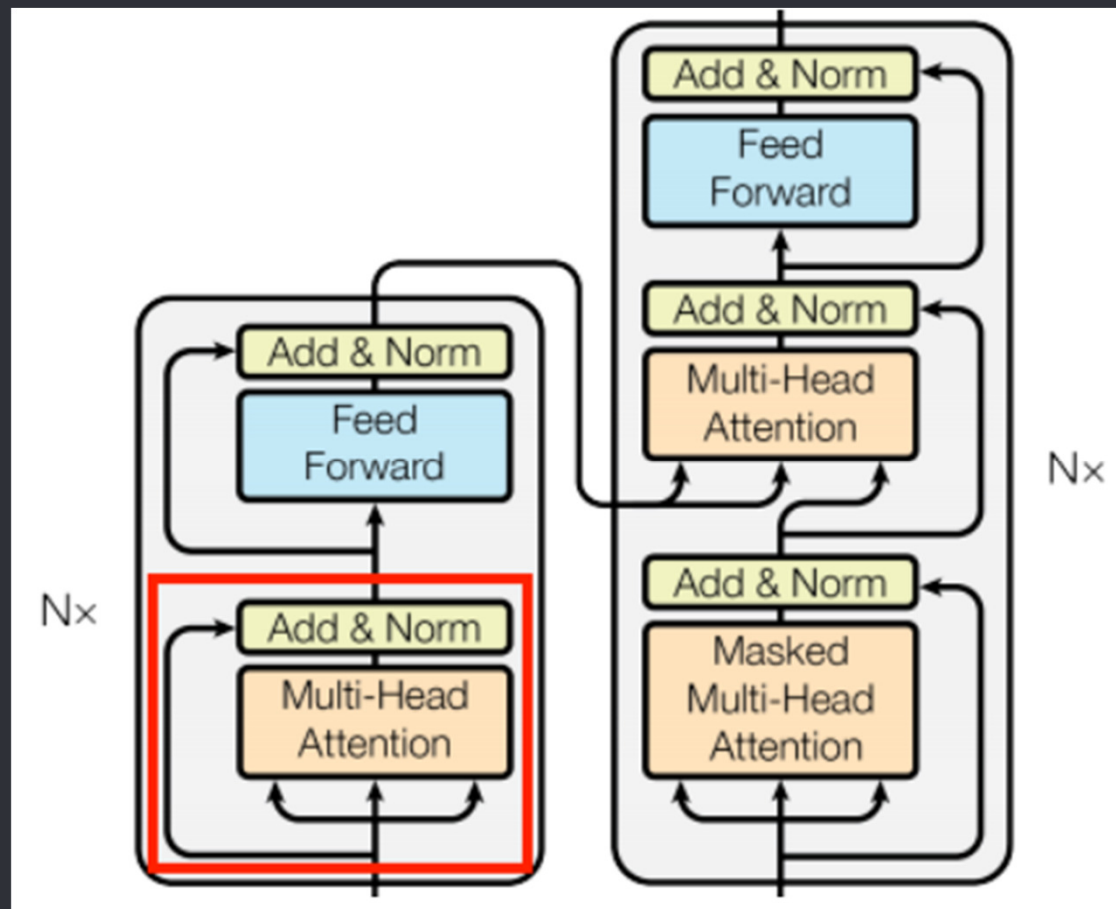 Add & Norm
Feed
Forward
Add & Norm
Multi-Head
Attention
Nx
Add & Norm
Feed
Forward
Add & Norm
Multi-Head
Attention
Add & Norm
Masked
Multi-Head
Attention
Nx